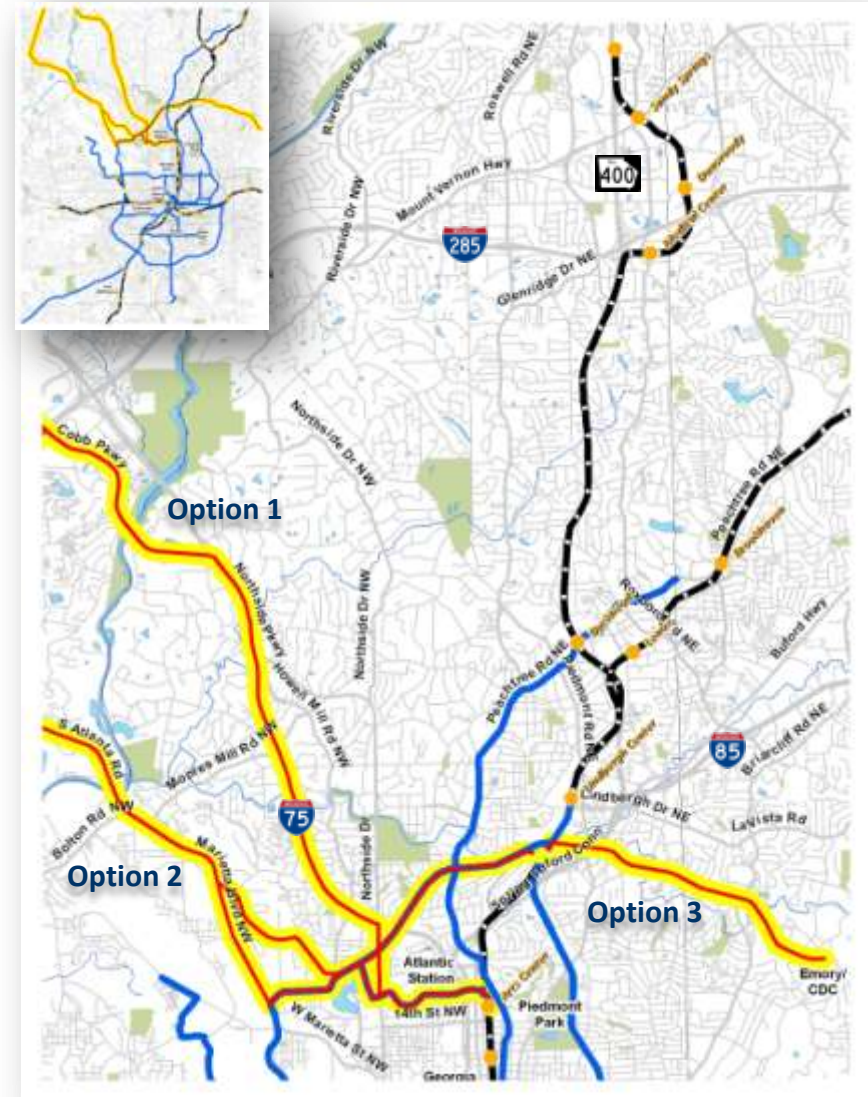 Riverside Dr NW
Roswell Rd NE
Sandy Springs
Mount Vernon Hwy
400
Dunwoody
Medical Center
Riverside Dr NW
285
Glenridge Dr NE
Cobb Pkwy
Northside Dr NW
Peachtree Rd NE
Option 1
Brookhaven
Northside Pkwy
Northside Dr NW
Roxboro Rd NE
Buford Hwy
Howell Mill Rd NW
Peachtree Rd NE
Piedmont Rd NE
S Atlanta Rd
Moores Mill Rd NW
85
Briarcliff Rd NE
Lindbergh Center
Lindbergh Dr NE
Bolton Rd NW
75
LaVista Rd
Marietta Blvd NW
Northside Dr
Option 2
Option 3
Atlantic
Station
Arts Center
Emory/
CDC
14th St NW
Piedmont
Park
W Marietta St NW
Georgia